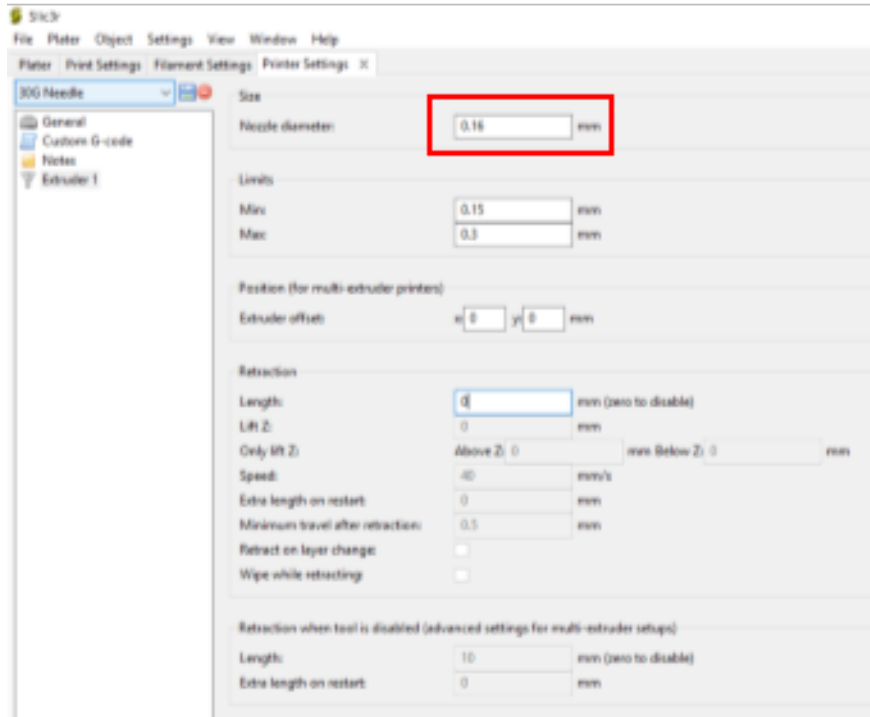 Slic3r
File Plater Object Settings View Window Help
Plater Print Settings Filament Settings Printer Settings
30G Needle
General
Custom G-code
Notes
Extruder 1
Size
Nozzle diameter: 0.16 mm
Limits
Min: 0.15 mm
Max: 0.3 mm
Position (for multi-extruder printers)
Extruder offset: x: 0 y: 0 mm
Retraction
Length: 0 mm (zero to disable)
Lift Z: 0 mm
Only lift Z: Above Z: 0 mm Below Z: 0 mm
Speed: 40 mm/s
Extra length on restart: 0 mm
Minimum travel after retraction: 0.5 mm
Retract on layer change:
Wipe while retracting:
Retraction when tool is disabled (advanced settings for multi-extruder setups)
Length: 10 mm (zero to disable)
Extra length on restart: 0 mm